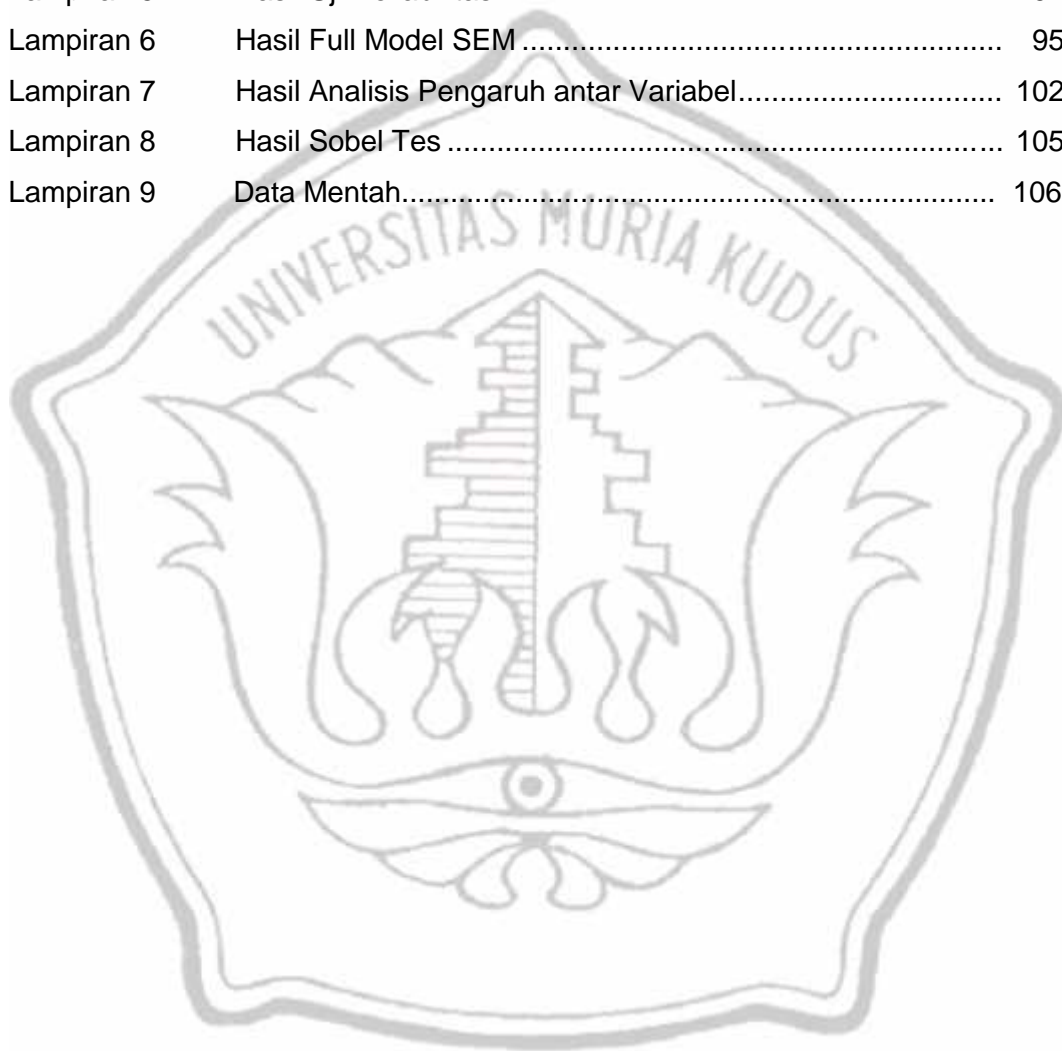 Lampiran 6 Hasil Full Model SEM ............................................................. 95
Lampiran 7 Hasil Analisis Pengaruh antar Variabel................................. 102
Lampiran 8 Hasil Sobel Tes ...................................................................... 105
Lampiran 9 Data Mentah.......................................................................... 106
UNIVERSITAS MURIA KUDUS